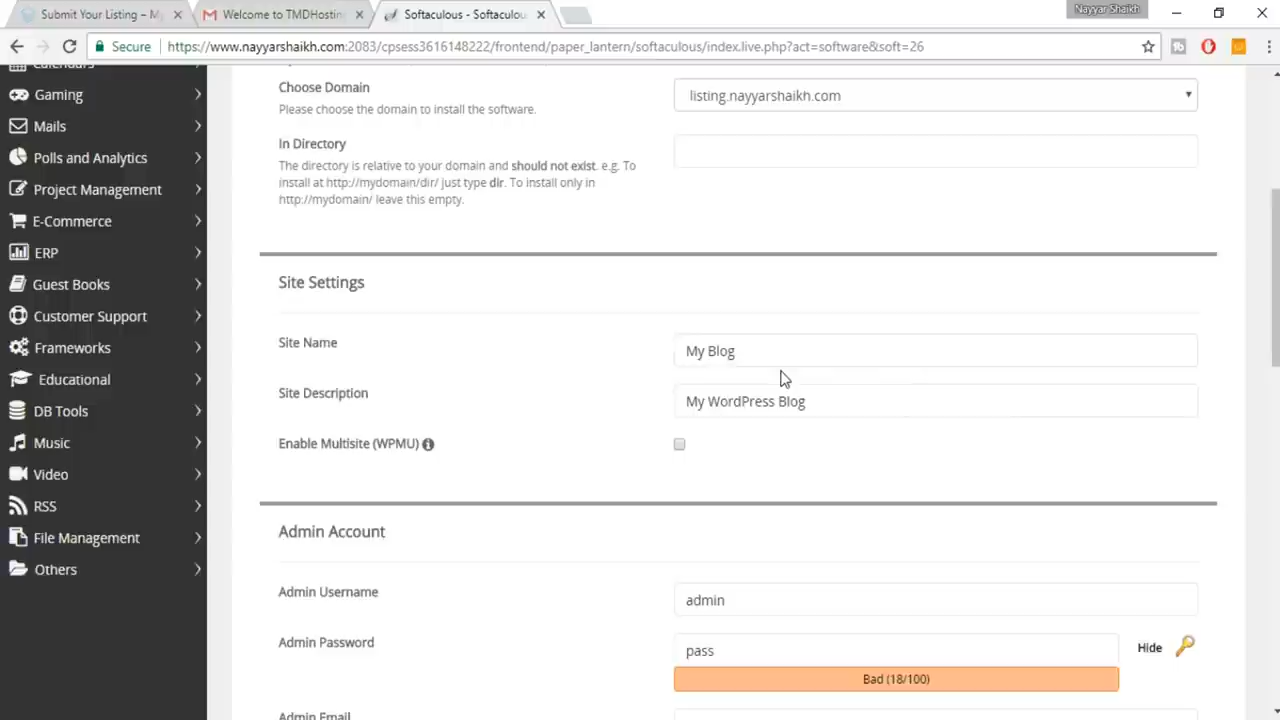 Submit Your Listing – My
Welcome to TMDHosting
Softaculous - Softaculou
Nayyar Shaikh
Secure
https://www.nayyarshaikh.com:2083/cpsess3616148222/frontend/paper_lantern/softaculous/index.live.php?act=software&soft=26
Calendars
Gaming
Mails
Polls and Analytics
Project Management
E-Commerce
ERP
Guest Books
Customer Support
Frameworks
Educational
DB Tools
Music
Video
RSS
File Management
Others
Choose Domain
Please choose the domain to install the software.
listing.nayyarshaikh.com
In Directory
The directory is relative to your domain and should not exist. e.g. To
install at http://mydomain/dir/ just type dir. To install only in
http://mydomain/ leave this empty.
Site Settings
Site Name
My Blog
Site Description
My WordPress Blog
Enable Multisite (WPMU)
Admin Account
Admin Username
admin
Admin Password
pass
Hide
Bad (18/100)
Admin Email